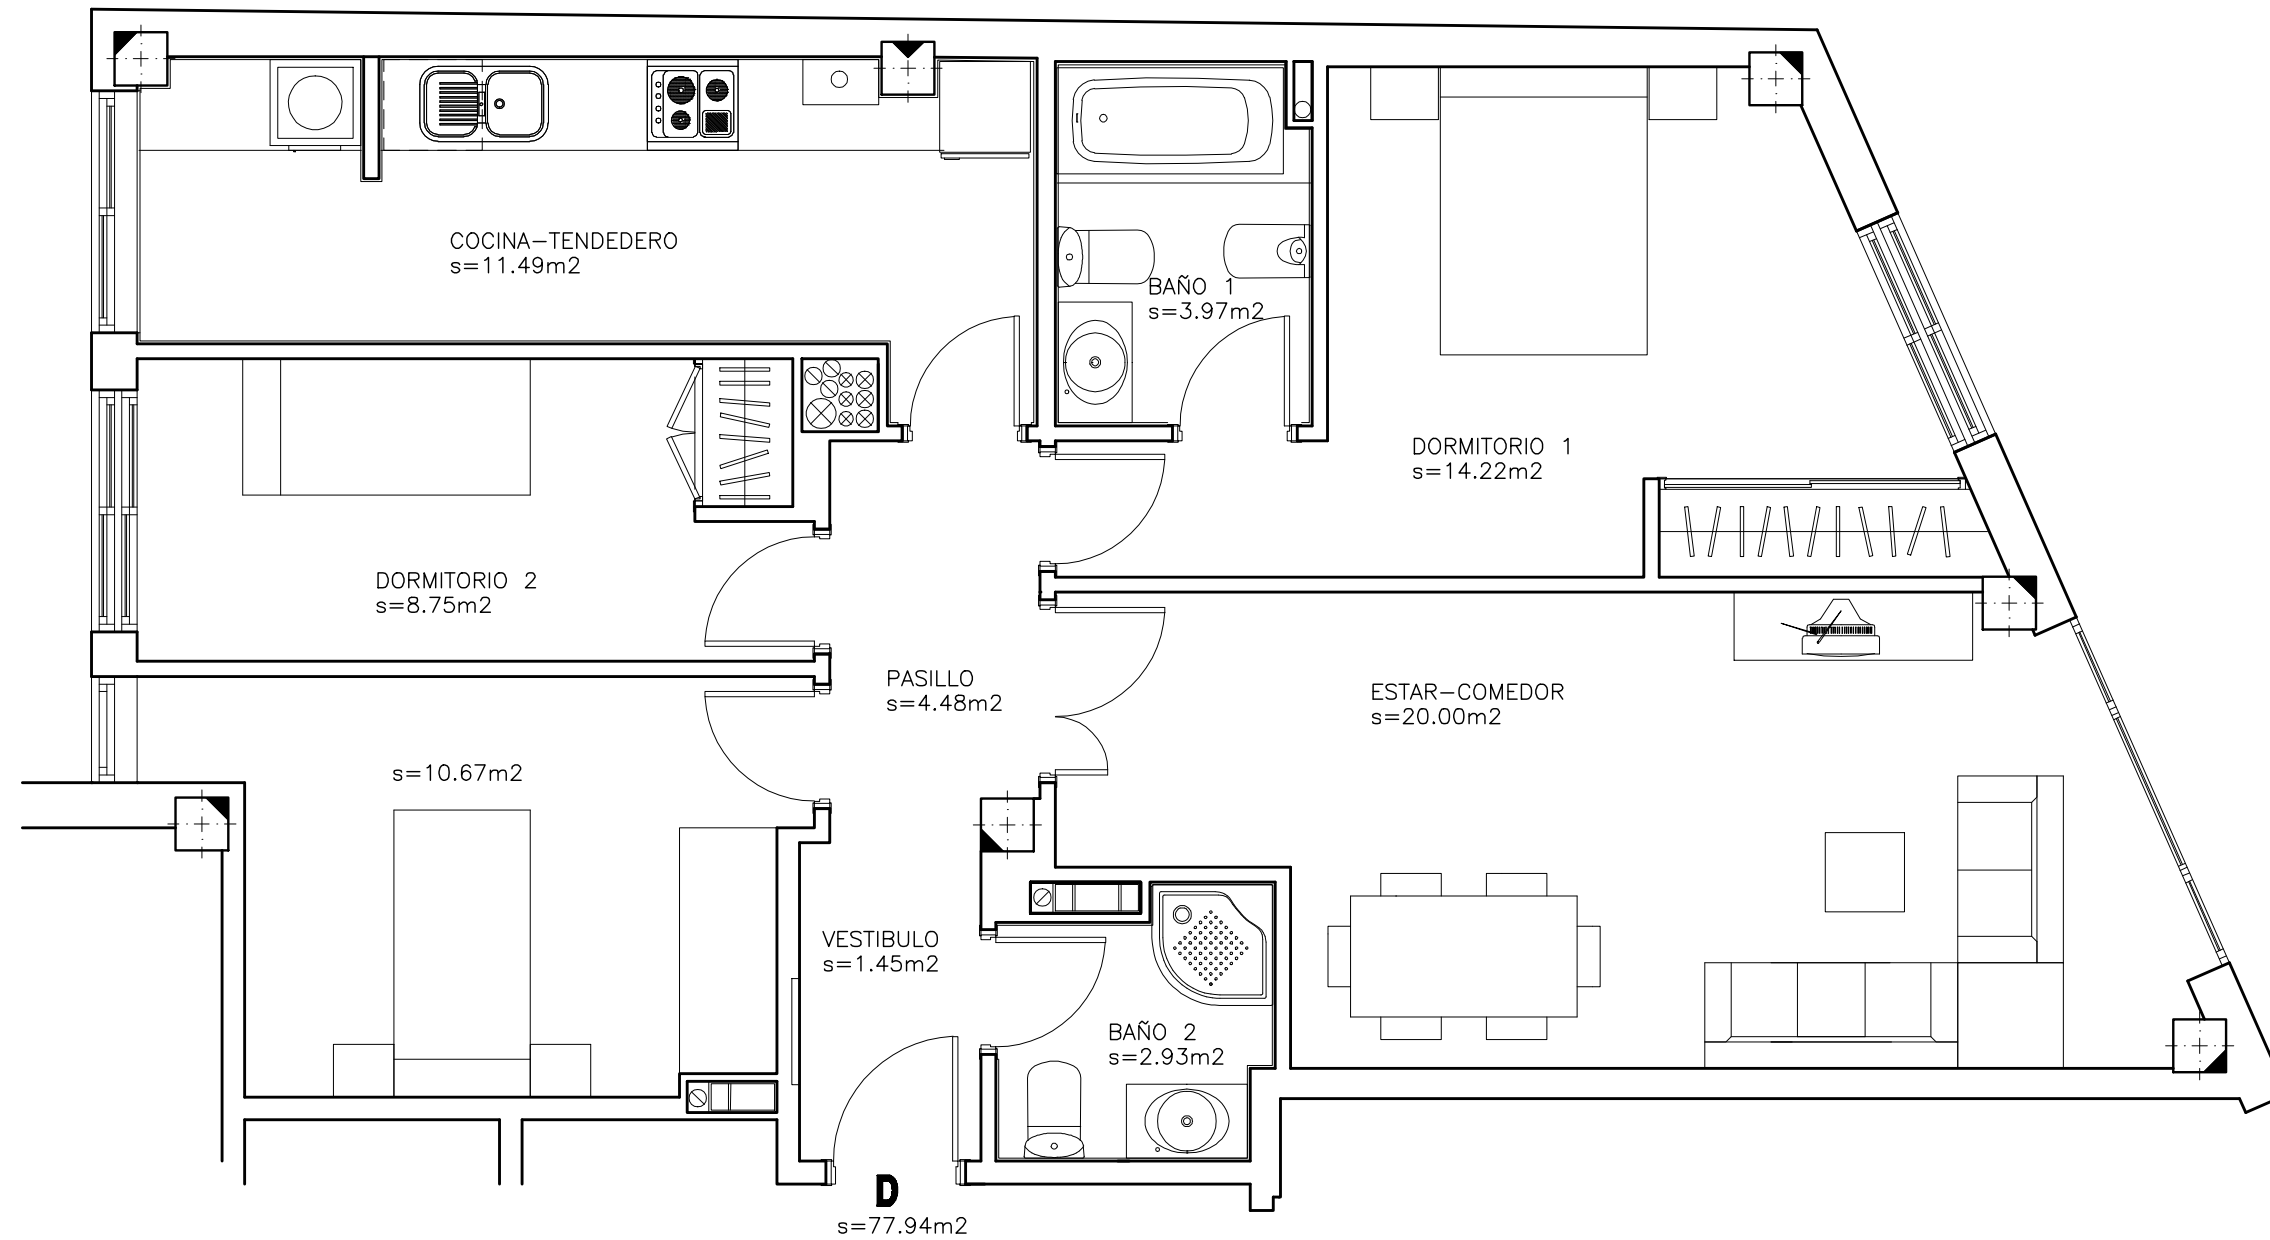 COCINA-TENDEDERO
s=11.49m2
BAÑO 1
s=3.97m2
DORMITORIO 1
s=14.22m2
DORMITORIO 2
s=8.75m2
PASILLO
s=4.48m2
ESTAR-COMEDOR
s=20.00m2
s=10.67m2
VESTIBULO
s=1.45m2
BAÑO 2
s=2.93m2
D
s=77.94m2